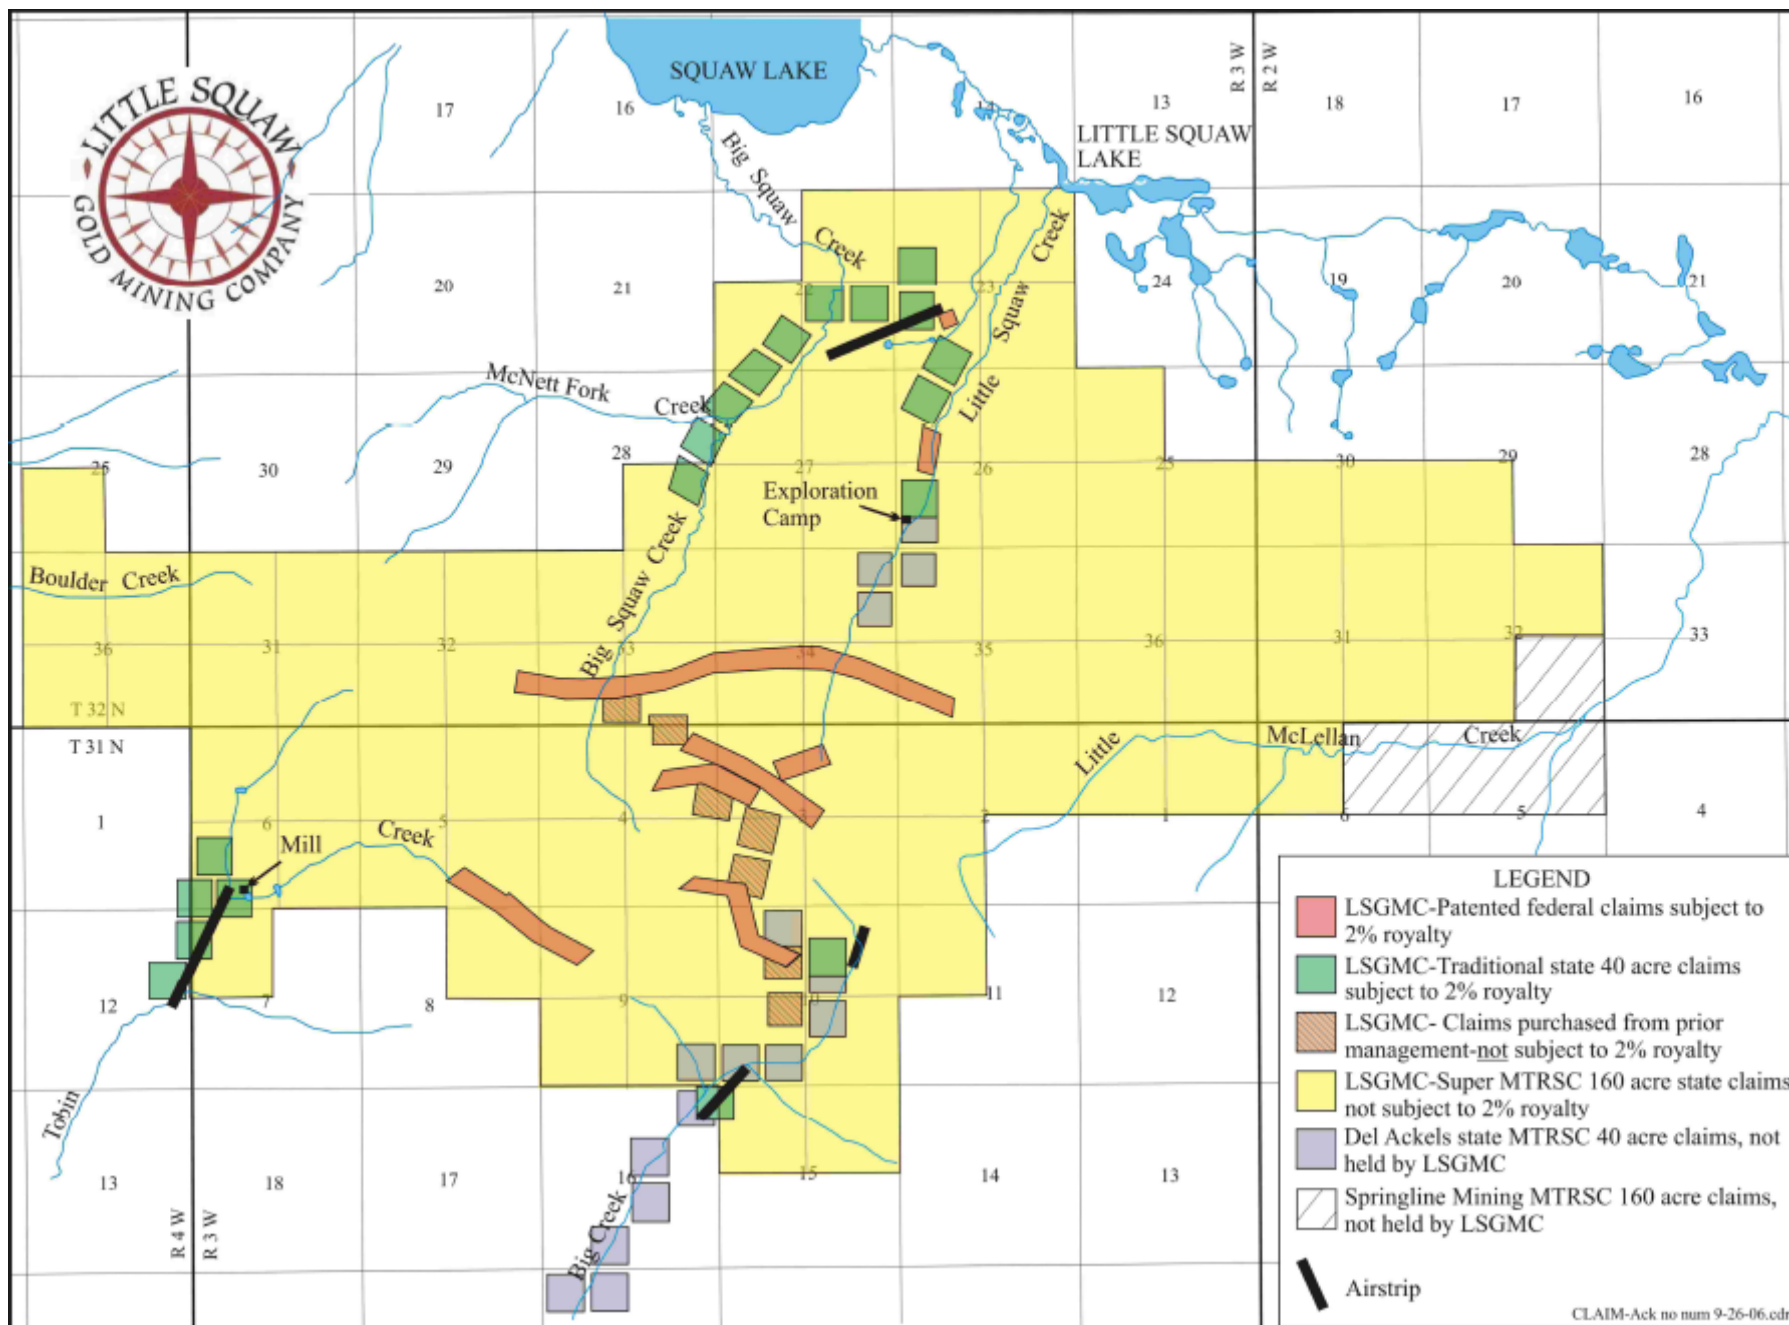 LITTLE SQUAW
GOLD MINING COMPANY
SQUAW LAKE
R 3 W
R 2 W
17
16
14
13
18
17
16
LITTLE SQUAW
LAKE
Big Squaw
Creek
Little Squaw Creek
20
21
22
23
24
19
20
21
McNett Fork
Creek
25
30
29
28
27
26
25
30
29
28
Exploration
Camp
Boulder Creek
Big Squaw Creek
36
31
32
33
34
35
36
31
32
33
T 32 N
T 31 N
Little
McLellan
Creek
1
6
5
4
2
1
6
5
4
Creek
Mill
12
7
8
9
10
11
12
Tobin
13
18
17
16
15
14
13
R 4 W
R 3 W
Big Creek
LEGEND
LSGMC-Patented federal claims subject to
2% royalty
LSGMC-Traditional state 40 acre claims
subject to 2% royalty
LSGMC- Claims purchased from prior
management-not subject to 2% royalty
LSGMC-Super MTRSC 160 acre state claims
not subject to 2% royalty
Del Ackels state MTRSC 40 acre claims, not
held by LSGMC
Springline Mining MTRSC 160 acre claims,
not held by LSGMC
Airstrip
CLAIM-Ack no num 9-26-06.cdr